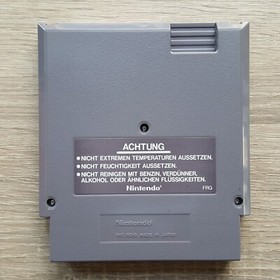 ACHTUNG
● NICHT EXTREMEN TEMPERATUREN AUSSETZEN.
● NICHT FEUCHTIGKEIT AUSSETZEN.
● NICHT REINIGEN MIT BENZIN, VERDÜNNER,
ALKOHOL ODER ÄHNLICHEN FLÜSSIGKEITEN.
Nintendo®
FRG
Nintendo